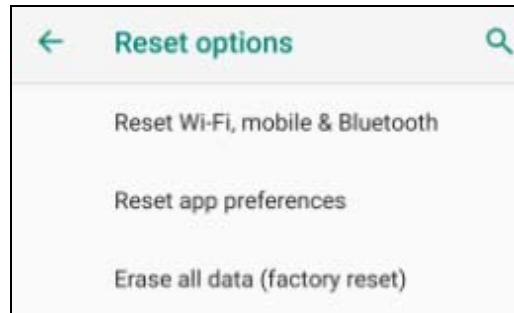 Reset options
Reset Wi-Fi, mobile & Bluetooth
Reset app preferences
Erase all data (factory reset)